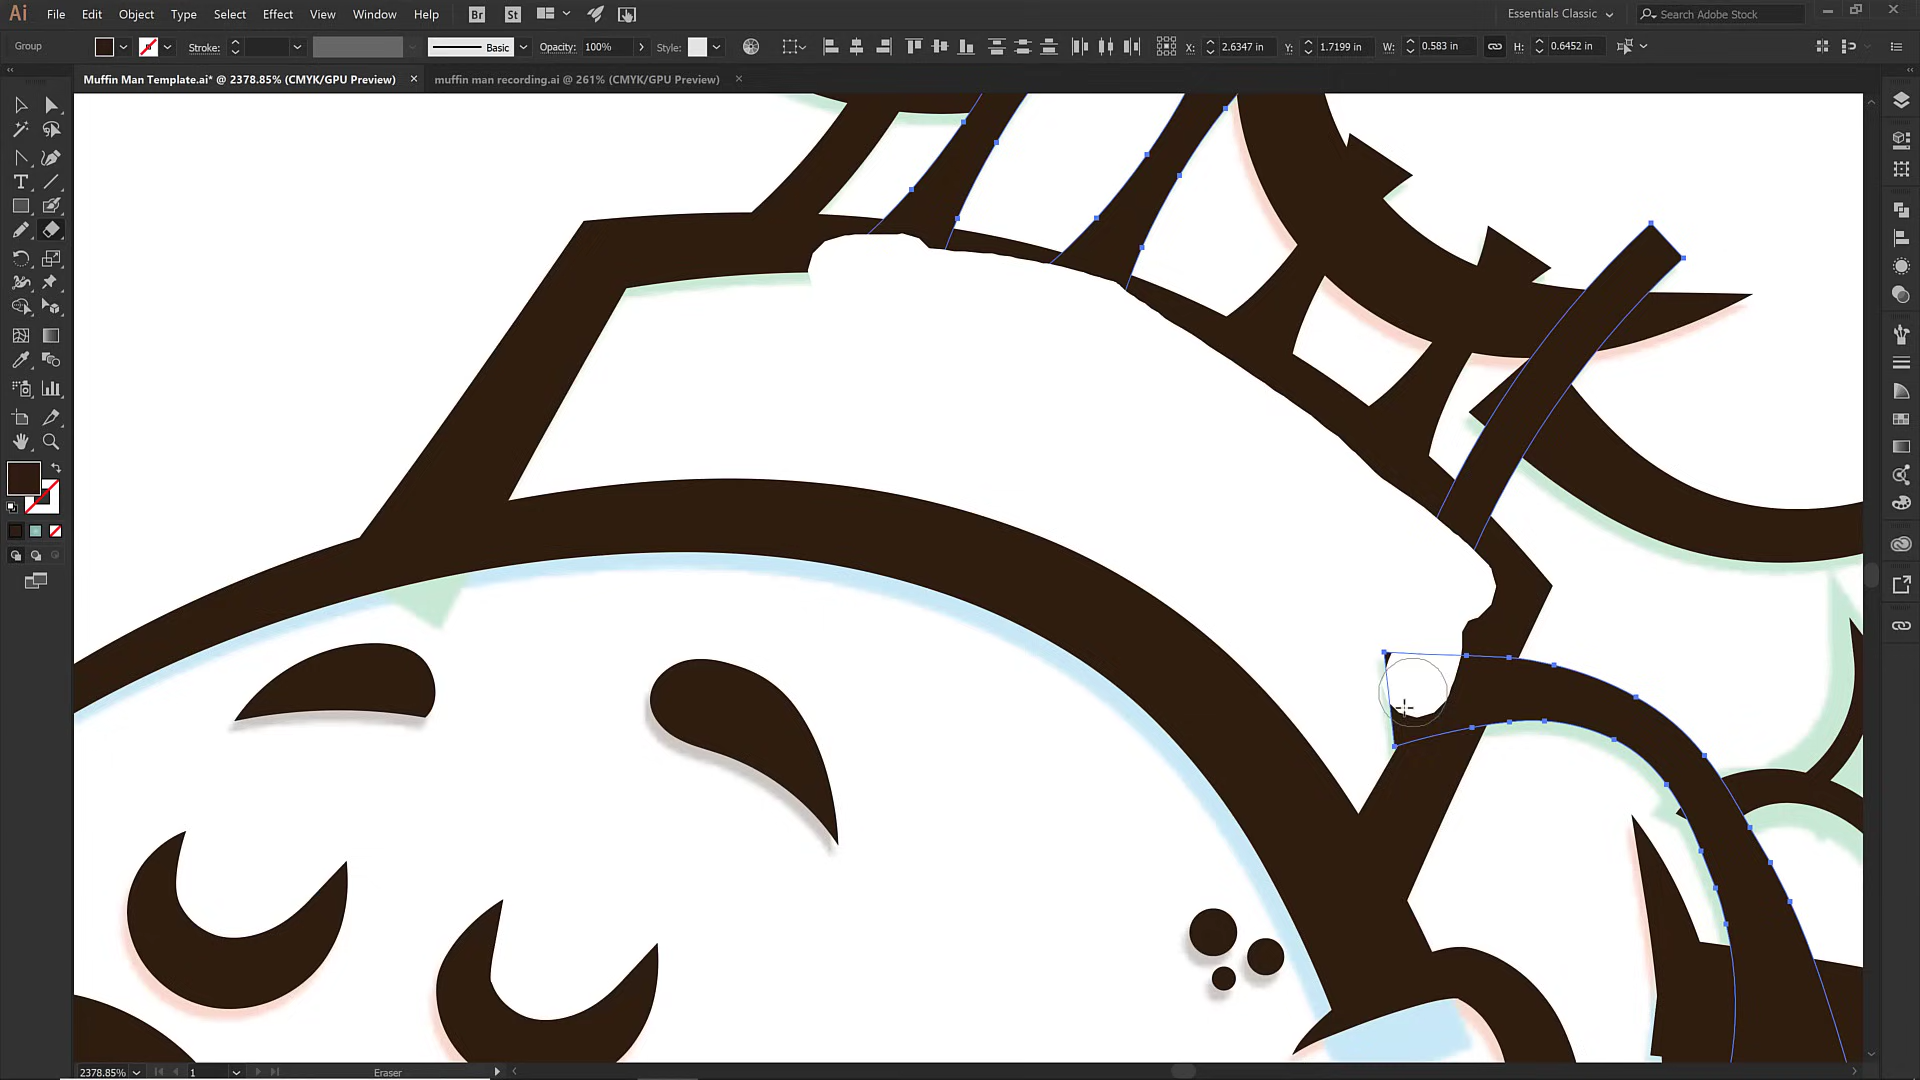 Ai File Edit Object Type Select Effect View Window Help Br St Essentials Classic Search Adobe Stock
Group Stroke: Basic Opacity: 100% Style: X: 2.6347 in Y: 1.7199 in W: 0.583 in H: 0.6452 in
Muffin Man Template.ai* @ 2378.85% (CMYK/GPU Preview) × muffin man recording.ai @ 261% (CMYK/GPU Preview) ×
2378.85% 1 Eraser